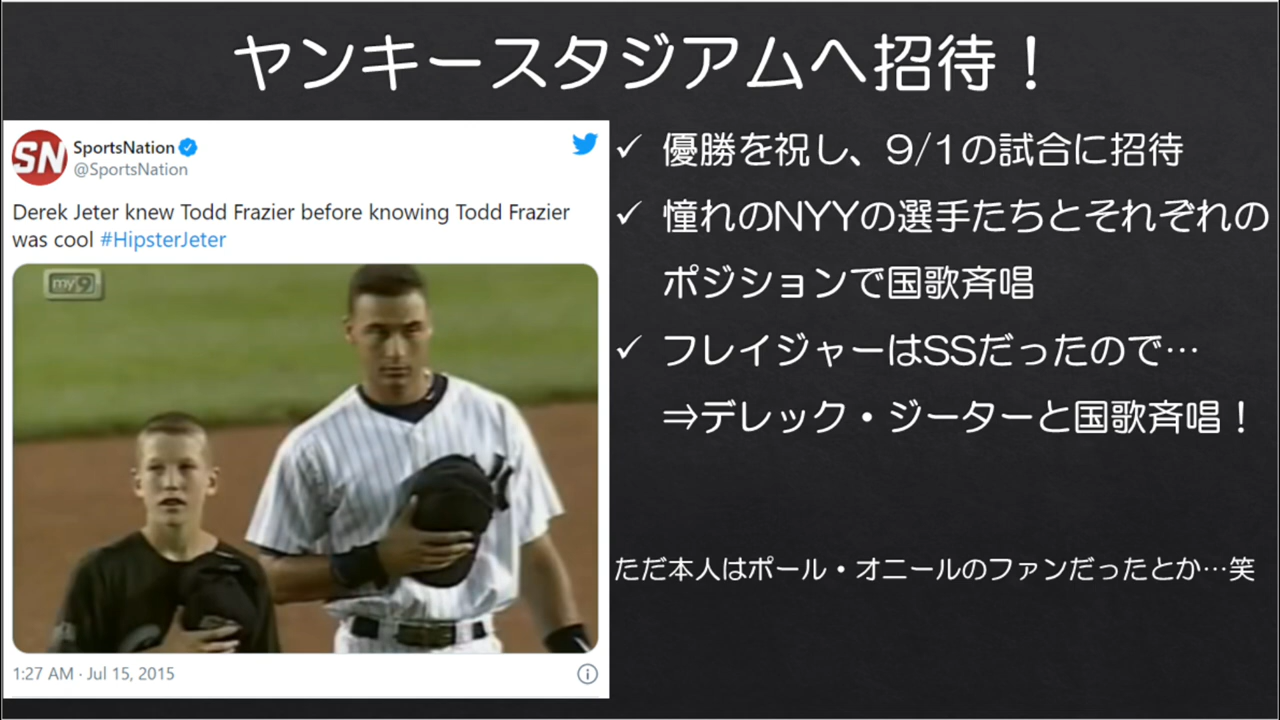 ヤンキースタジアムへ招待！
SN
SportsNation
@SportsNation
Derek Jeter knew Todd Frazier before knowing Todd Frazier
was cool #HipsterJeter
my9
1:27 AM · Jul 15, 2015
✓ 優勝を祝し、9/1の試合に招待
✓ 憧れのNYYの選手たちとそれぞれの
ポジションで国歌斉唱
✓ フレイジャーはSSだったので…
⇒デレック・ジーターと国歌斉唱！
ただ本人はポール・オニールのファンだったとか…笑